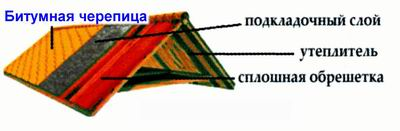 Битумная черепица
подкладочный слой
утеплитель
сплошная обрешетка